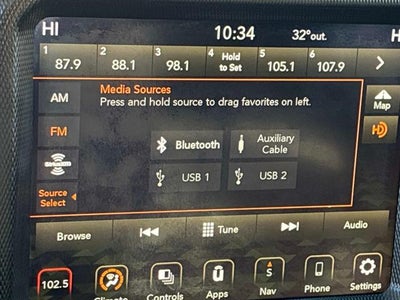 HI 10:34 32°out. H
1 87.9 2 88.1 3 98.1 4 Hold to Set 5 105.1 6 107.9
AM
Media Sources
Press and hold source to drag favorites on left.
Map
FM
Bluetooth
Auxiliary Cable
HD
SiriusXM
USB 1
USB 2
Source Select
Browse
Tune
Audio
102.5
Climate
Controls
Apps
S
Nav
Phone
Settings